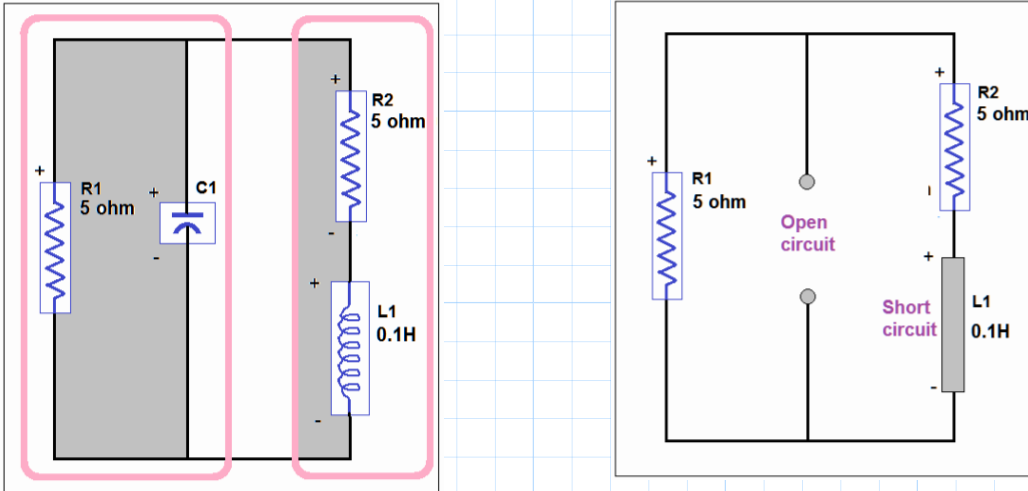 +
R2
5 ohm
+
R1
5 ohm
+
C1
-
-
+
L1
0.1H
-
+
R2
5 ohm
+
R1
5 ohm
-
Open
circuit
+
Short
circuit
L1
0.1H
-